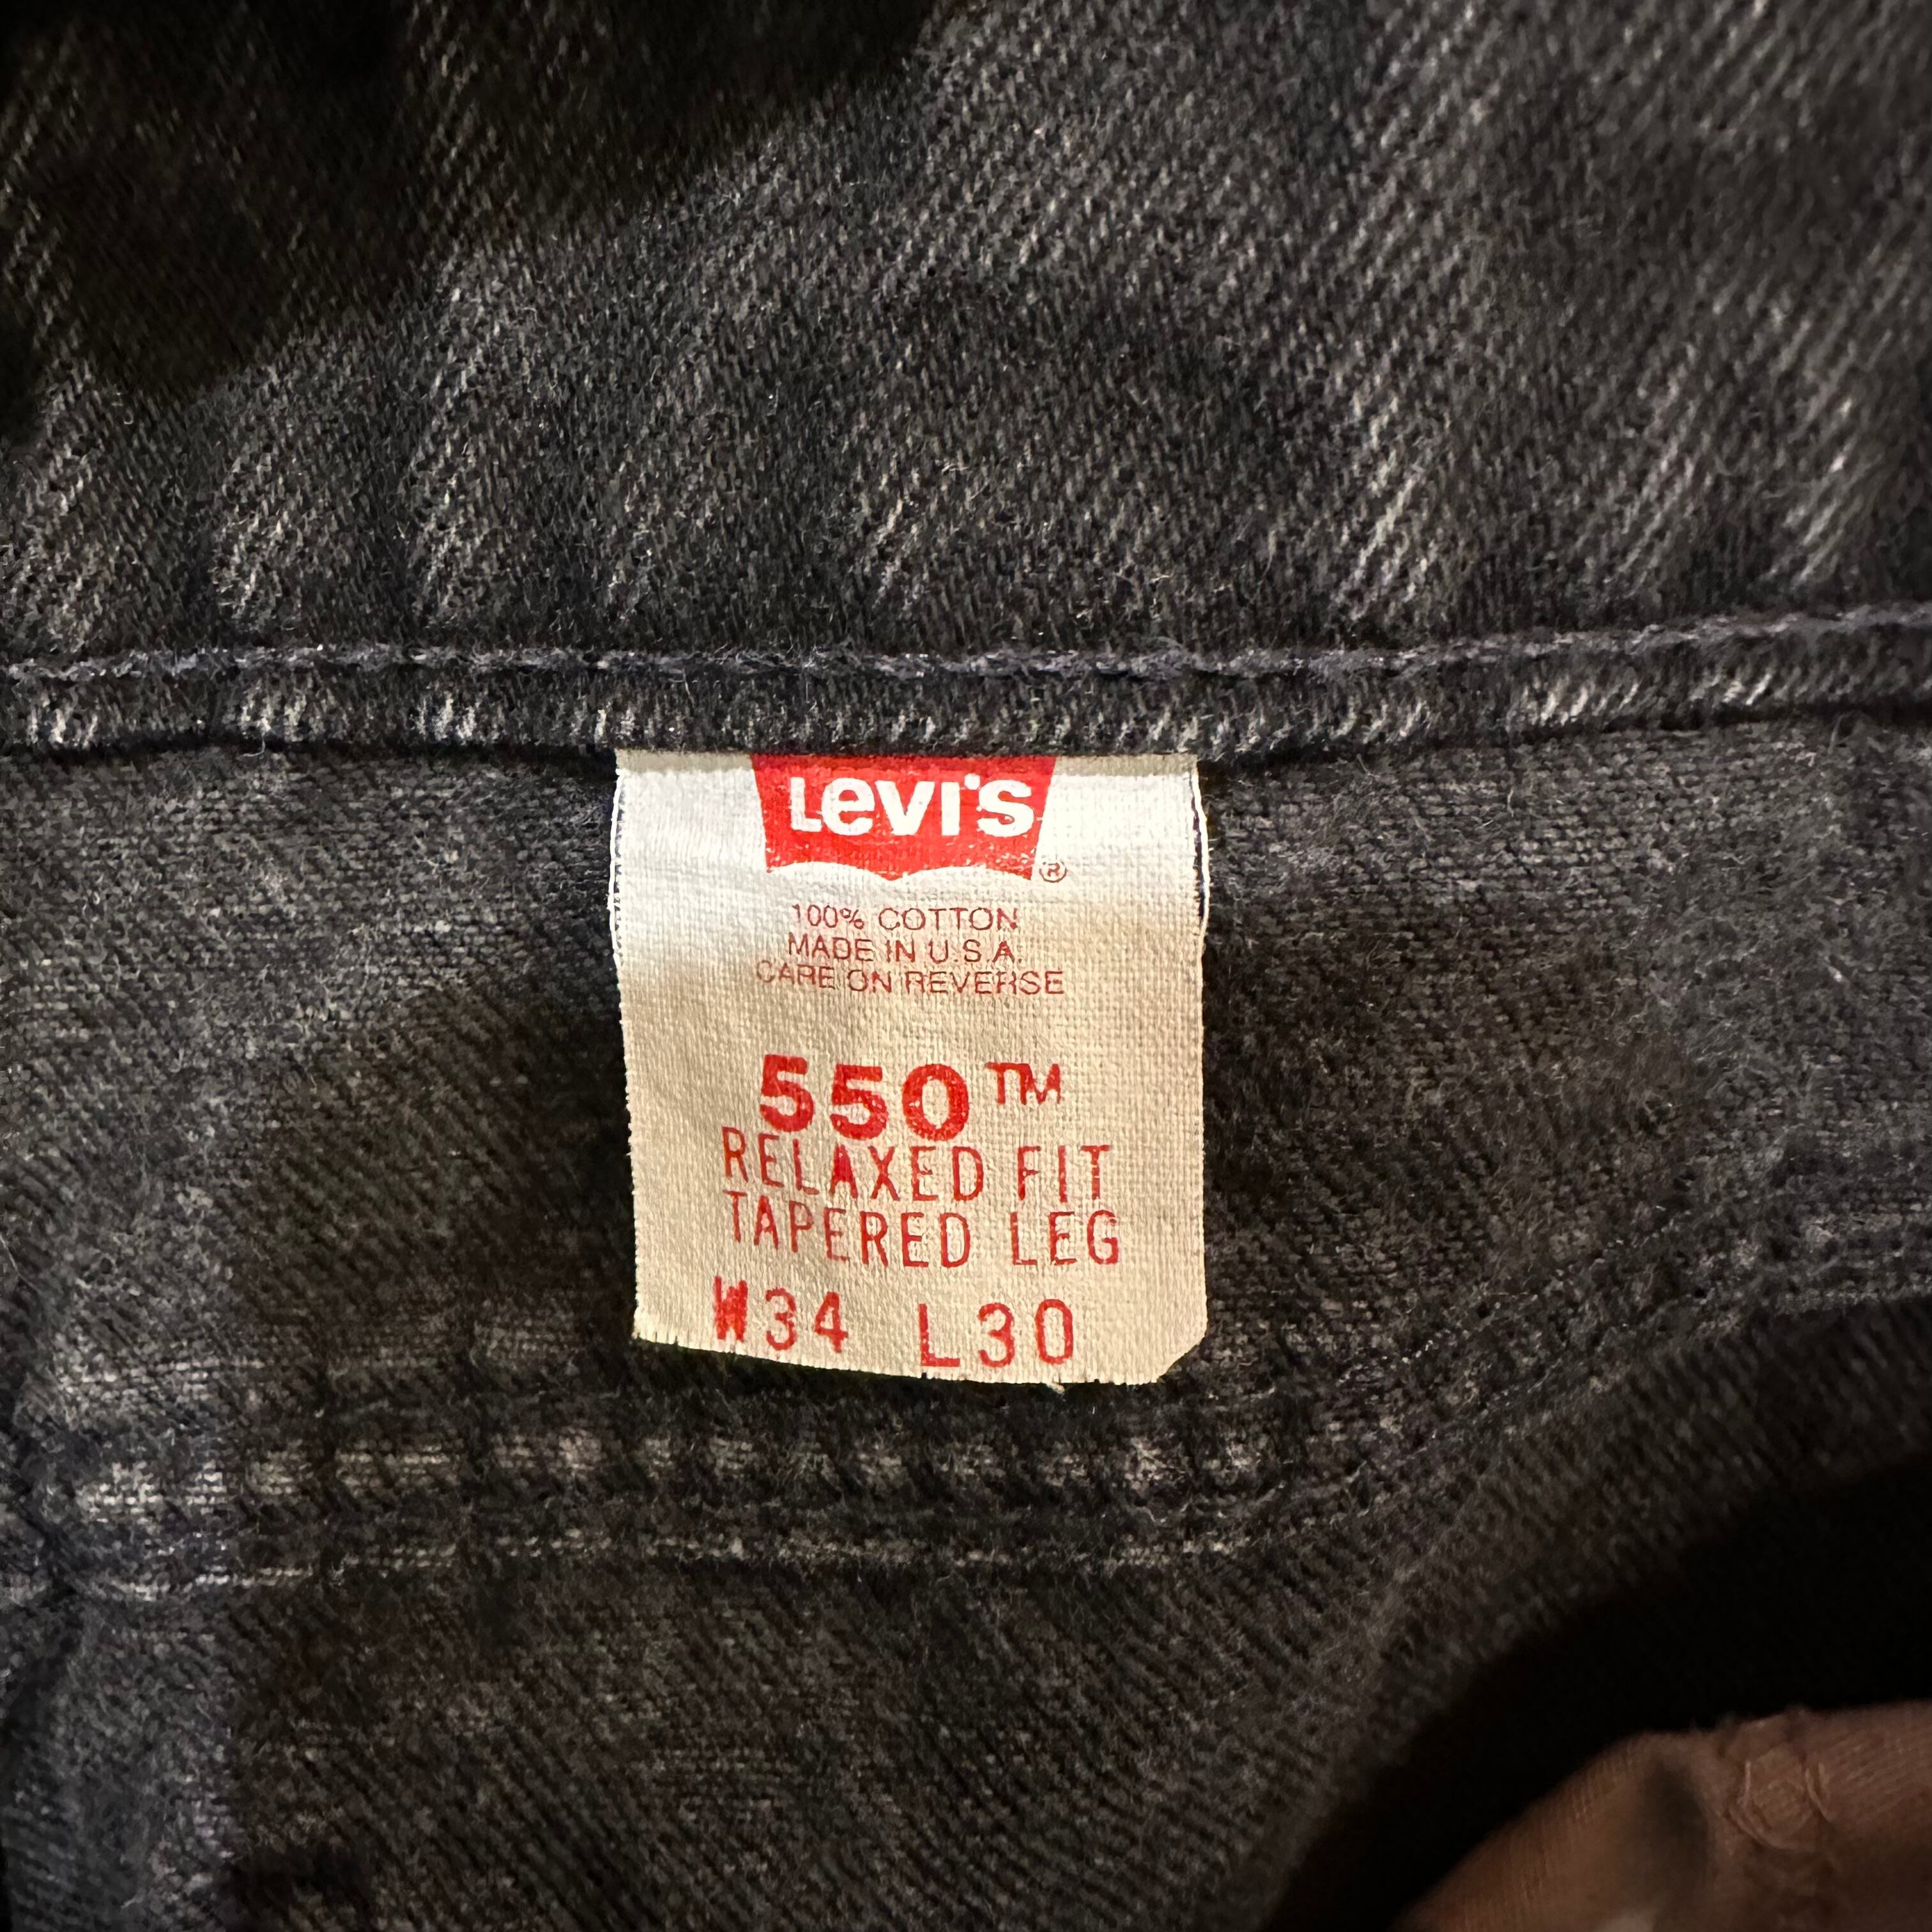 Levi's
®
100% COTTON
MADE IN U.S.A.
CARE ON REVERSE
550™
RELAXED FIT
TAPERED LEG
W34 L30